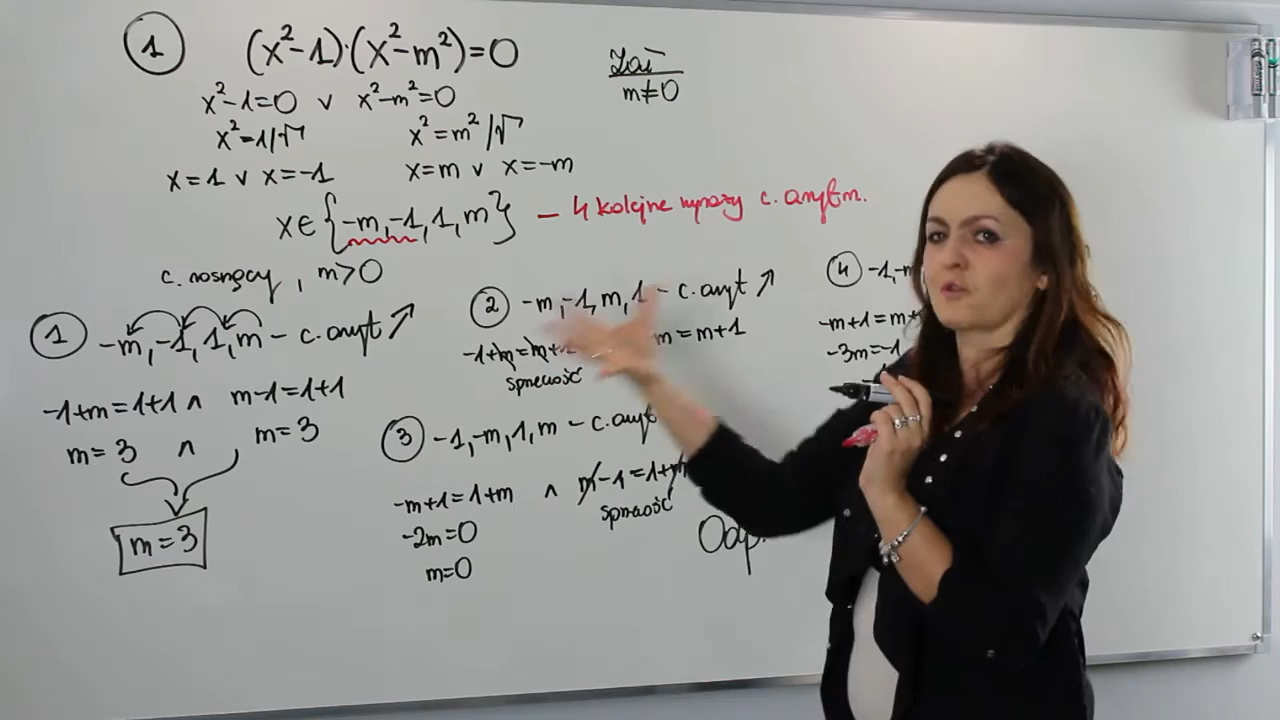 1 (x²-1)·(x²-m²)=0
Zał
m≠0
x²-1=0 ∨ x²-m²=0
x²=1/√ x²=m²/√
x=1 ∨ x=-1 x=m ∨ x=-m
x∈{-m,-1,1,m} – 4 kolejne wyrazy c. arytm.
c. rosnący, m>0
1 -m,-1,1,m – c. aryt ↗
-1+m=1+1 ∧ m-1=1+1
m=3 ∧ m=3
m=3
2 -m,-1,m,1 – c. aryt ↗
-1+m=m+1 m=m+1
sprzeczność
3 -1,-m,1,m – c. aryt
-m+1=1+m ∧ m-1=1+m
-2m=0 sprzeczność
m=0
4 -1,-m
-m+1=m+
-3m=-1
Odp.